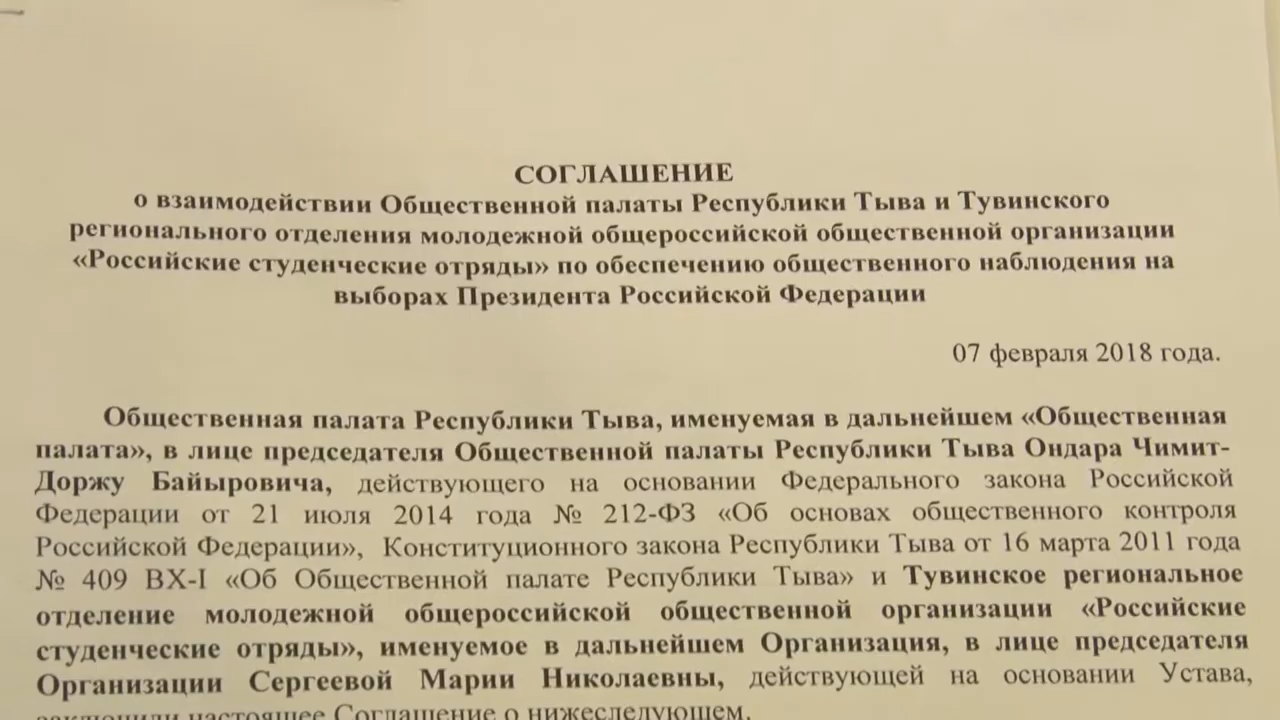 СОГЛАШЕНИЕ
о взаимодействии Общественной палаты Республики Тыва и Тувинского
регионального отделения молодежной общероссийской общественной организации
«Российские студенческие отряды» по обеспечению общественного наблюдения на
выборах Президента Российской Федерации
07 февраля 2018 года.
Общественная палата Республики Тыва, именуемая в дальнейшем «Общественная
палата», в лице председателя Общественной палаты Республики Тыва Ондара Чимит-
Доржу Байыровича, действующего на основании Федерального закона Российской
Федерации от 21 июля 2014 года № 212-ФЗ «Об основах общественного контроля
Российской Федерации», Конституционного закона Республики Тыва от 16 марта 2011 года
№ 409 ВХ-I «Об Общественной палате Республики Тыва» и Тувинское региональное
отделение молодежной общероссийской общественной организации «Российские
студенческие отряды», именуемое в дальнейшем Организация, в лице председателя
Организации Сергеевой Марии Николаевны, действующей на основании Устава,
заключили настоящее Соглашение о нижеследующем.